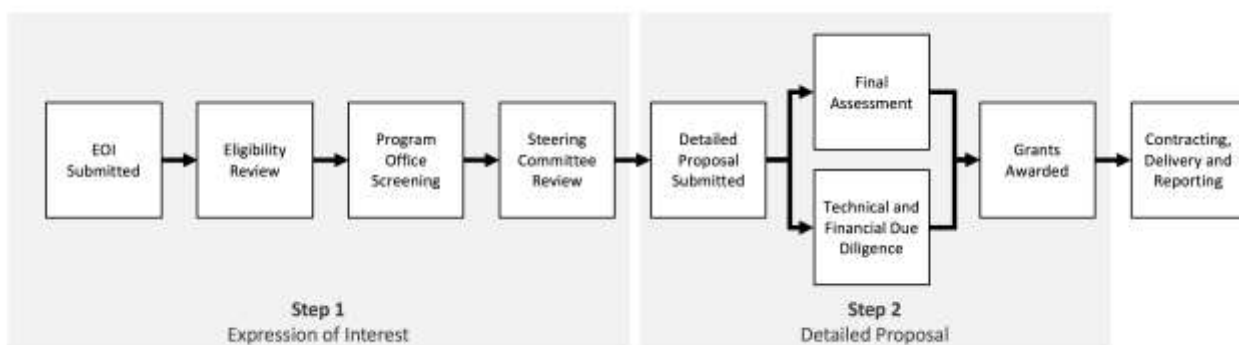 EOI
Submitted
Eligibility
Review
Program
Office
Screening
Steering
Committee
Review
Detailed
Proposal
Submitted
Final
Assessment
Technical and
Financial Due
Diligence
Grants
Awarded
Contracting,
Delivery and
Reporting
Step 1
Expression of Interest
Step 2
Detailed Proposal